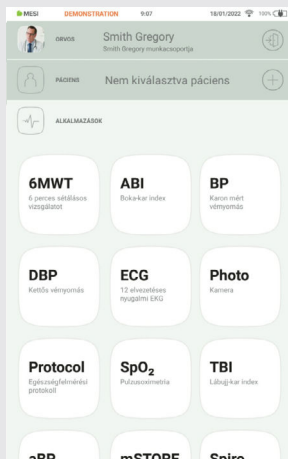 MESI DEMONSTRATION 9:07 18/01/2022 100%
ORVOS Smith Gregory
Smith Gregory munkacsoportja
PÁCIENS Nem kiválasztva páciens
ALKALMAZÁSOK
6MWT ABI BP
6 perces sétálásos Boka-kar index Karon mért
vizsgálatot vérnyomás
DBP ECG Photo
Kettős vérnyomás 12 elvezetéses Kamera
nyugalmi EKG
Protocol SpO₂ TBI
Egészségfelmérési Pulzusoximetria Lábujj-kar index
protokoll
aBP mSTORE Spiro